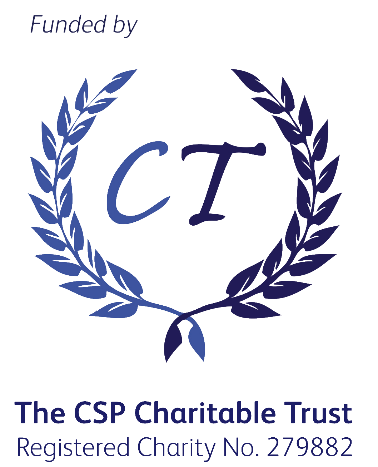 Funded by
CT
The CSP Charitable Trust
Registered Charity No. 279882